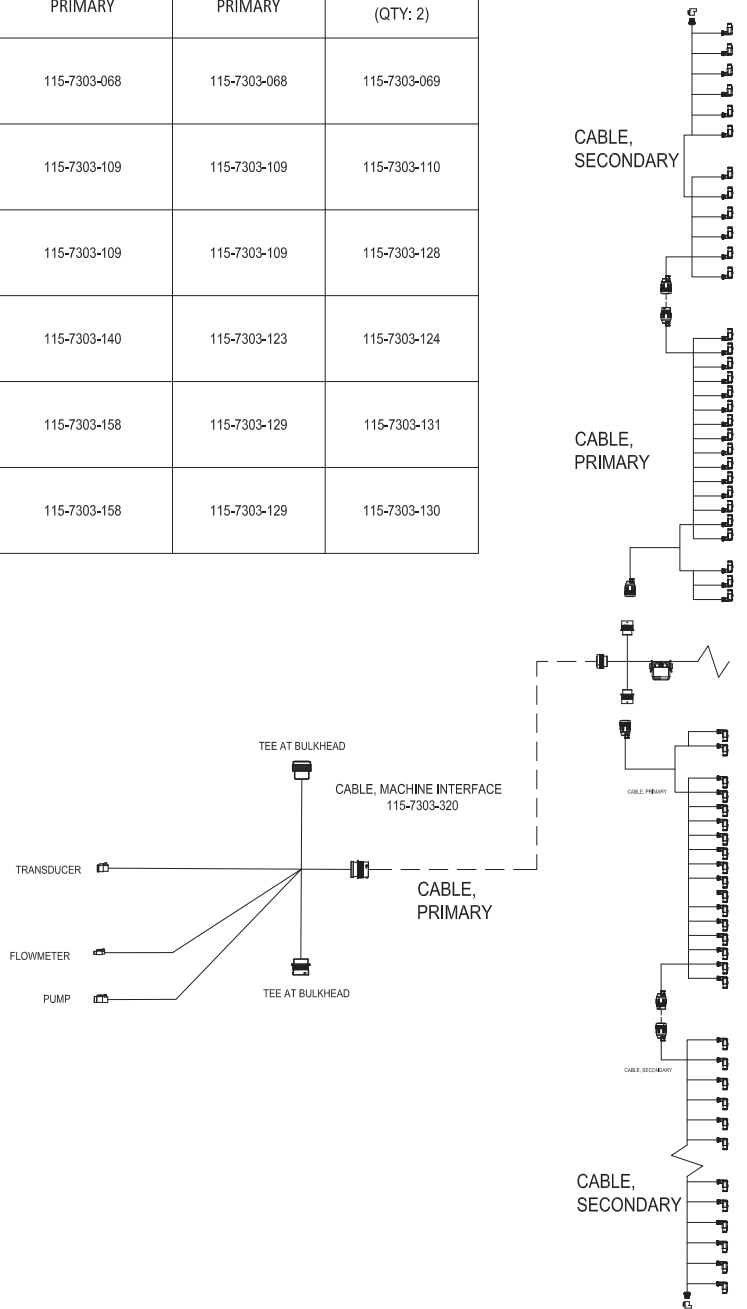 PRIMARY PRIMARY (QTY: 2)
115-7303-068 115-7303-068 115-7303-069
115-7303-109 115-7303-109 115-7303-110
115-7303-109 115-7303-109 115-7303-128
115-7303-140 115-7303-123 115-7303-124
115-7303-158 115-7303-129 115-7303-131
115-7303-158 115-7303-129 115-7303-130
CABLE,
SECONDARY
CABLE,
PRIMARY
TEE AT BULKHEAD
CABLE, MACHINE INTERFACE
115-7303-320
CABLE, PRIMARY
TRANSDUCER
CABLE,
PRIMARY
FLOWMETER
PUMP
TEE AT BULKHEAD
CABLE, SECONDARY
CABLE,
SECONDARY